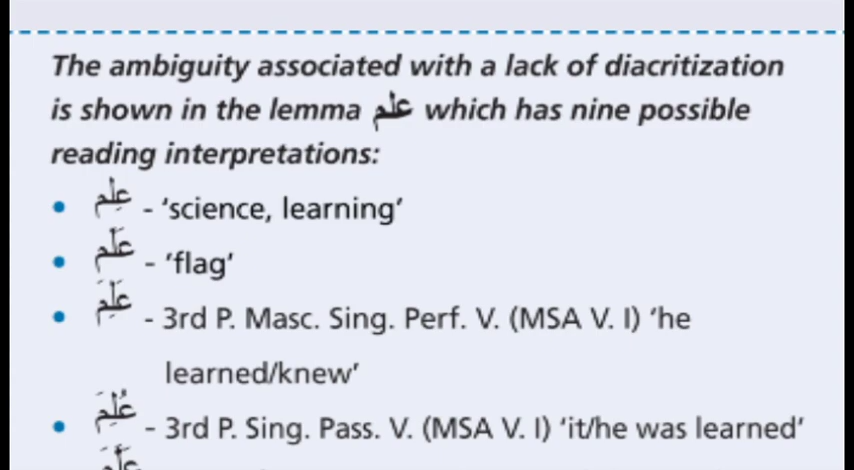 The ambiguity associated with a lack of diacritization
is shown in the lemma علم which has nine possible
reading interpretations:
• عِلم - ‘science, learning’
• عَلَم - ‘flag’
• عَلِمَ - 3rd P. Masc. Sing. Perf. V. (MSA V. I) ‘he
learned/knew’
• عُلِمَ - 3rd P. Sing. Pass. V. (MSA V. I) ‘it/he was learned’